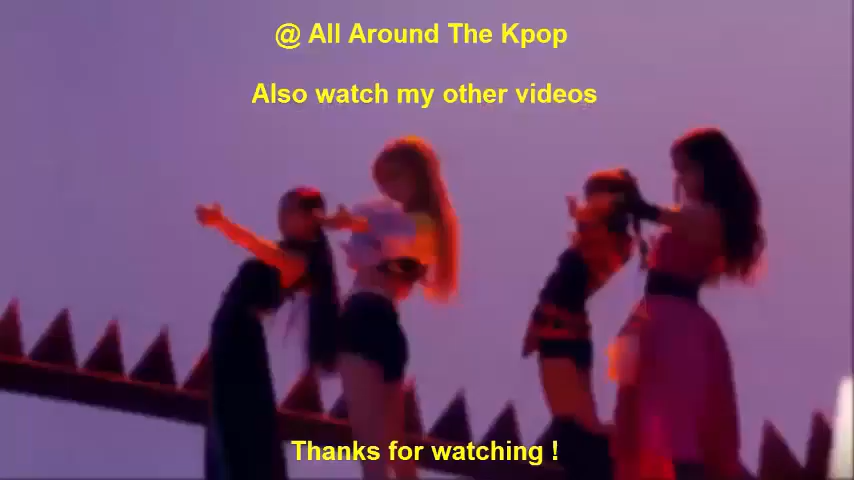 @ All Around The Kpop
Also watch my other videos
Thanks for watching !